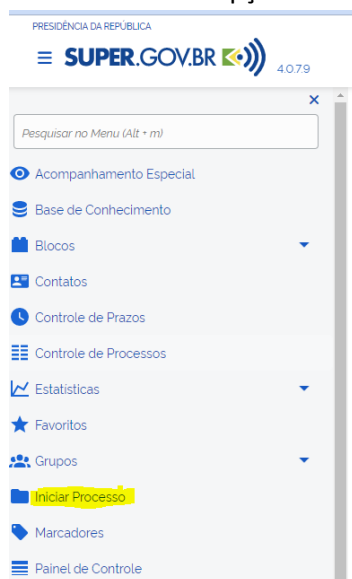 PRESIDÊNCIA DA REPÚBLICA
SUPER.GOV.BR 4.0.7.9
Pesquisar no Menu (Alt + m)
Acompanhamento Especial
Base de Conhecimento
Blocos
Contatos
Controle de Prazos
Controle de Processos
Estatísticas
Favoritos
Grupos
Iniciar Processo
Marcadores
Painel de Controle